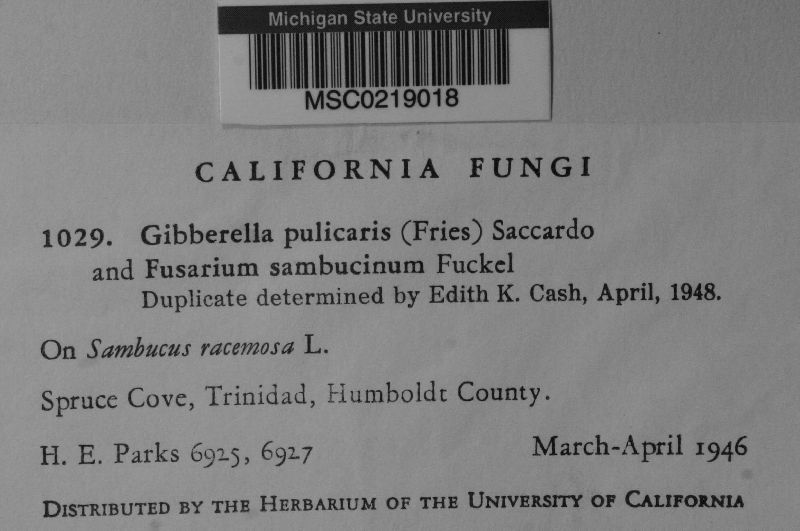 Michigan State University
MSC0219018
CALIFORNIA FUNGI
1029. Gibberella pulicaris (Fries) Saccardo
and Fusarium sambucinum Fuckel
Duplicate determined by Edith K. Cash, April, 1948.
On Sambucus racemosa L.
Spruce Cove, Trinidad, Humboldt County.
H. E. Parks 6925, 6927 March-April 1946
DISTRIBUTED BY THE HERBARIUM OF THE UNIVERSITY OF CALIFORNIA